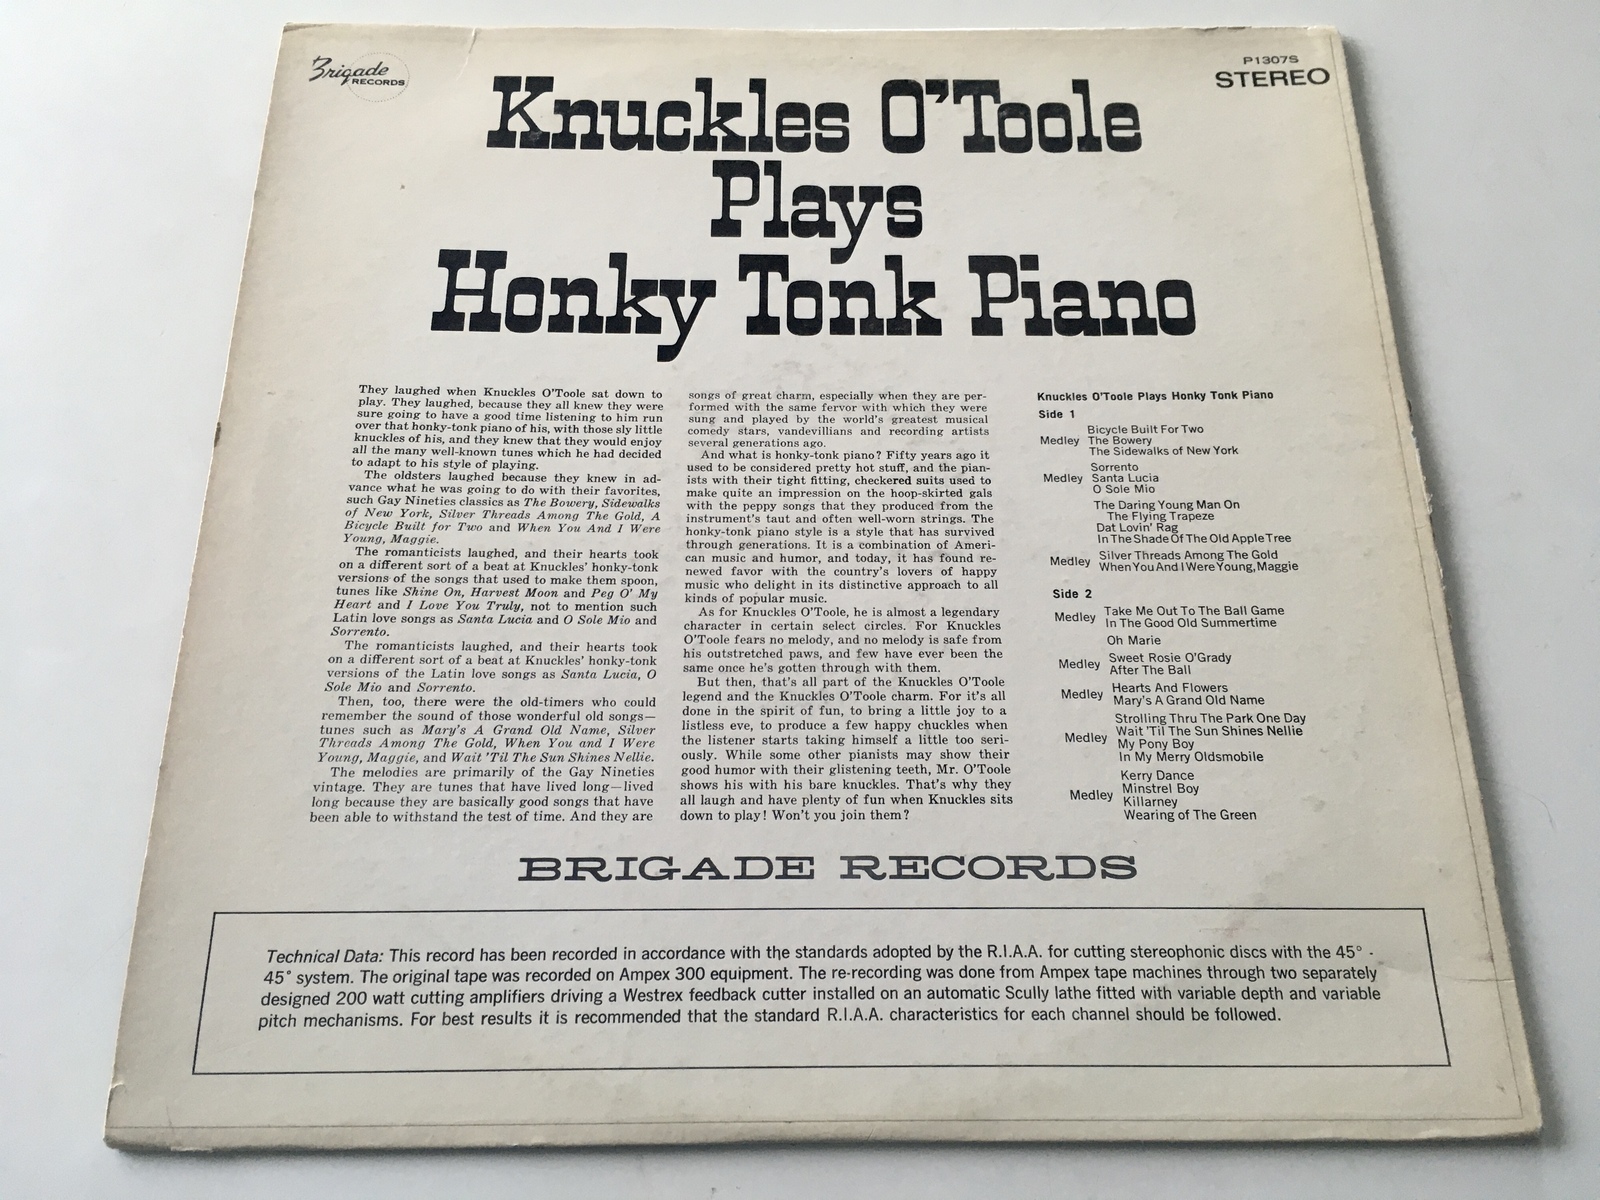 Brigade
RECORDS
P1307S
STEREO
Knuckles O'Toole
Plays
Honky Tonk Piano
They laughed when Knuckles O'Toole sat down to
play. They laughed, because they all knew they were
sure going to have a good time listening to him run
over that honky-tonk piano of his, with those sly little
knuckles of his, and they knew that they would enjoy
all the many well-known tunes which he had decided
to adapt to his style of playing.
The oldsters laughed because they knew in ad-
vance what he was going to do with their favorites,
such Gay Nineties classics as The Bowery, Sidewalks
of New York, Silver Threads Among The Gold, A
Bicycle Built for Two and When You And I Were
Young, Maggie.
The romanticists laughed, and their hearts took
on a different sort of a beat at Knuckles' honky-tonk
versions of the songs that used to make them spoon,
tunes like Shine On, Harvest Moon and Peg O' My
Heart and I Love You Truly, not to mention such
Latin love songs as Santa Lucia and O Sole Mio and
Sorrento.
The romanticists laughed, and their hearts took
on a different sort of a beat at Knuckles' honky-tonk
versions of the Latin love songs as Santa Lucia, O
Sole Mio and Sorrento.
Then, too, there were the old-timers who could
remember the sound of those wonderful old songs—
tunes such as Mary's A Grand Old Name, Silver
Threads Among The Gold, When You and I Were
Young, Maggie, and Wait 'Til The Sun Shines Nellie.
The melodies are primarily of the Gay Nineties
vintage. They are tunes that have lived long—lived
long because they are basically good songs that have
been able to withstand the test of time. And they are
songs of great charm, especially when they are per-
formed with the same fervor with which they were
sung and played by the world's greatest musical
comedy stars, vandevillians and recording artists
several generations ago.
And what is honky-tonk piano? Fifty years ago it
used to be considered pretty hot stuff, and the pian-
ists with their tight fitting, checkered suits used to
make quite an impression on the hoop-skirted gals
with the peppy songs that they produced from the
instrument's taut and often well-worn strings. The
honky-tonk piano style is a style that has survived
through generations. It is a combination of Ameri-
can music and humor, and today, it has found re-
newed favor with the country's lovers of happy
music who delight in its distinctive approach to all
kinds of popular music.
As for Knuckles O'Toole, he is almost a legendary
character in certain select circles. For Knuckles
O'Toole fears no melody, and no melody is safe from
his outstretched paws, and few have ever been the
same once he's gotten through with them.
But then, that's all part of the Knuckles O'Toole
legend and the Knuckles O'Toole charm. For it's all
done in the spirit of fun, to bring a little joy to a
listless eve, to produce a few happy chuckles when
the listener starts taking himself a little too seri-
ously. While some other pianists may show their
good humor with their glistening teeth, Mr. O'Toole
shows his with his bare knuckles. That's why they
all laugh and have plenty of fun when Knuckles sits
down to play! Won't you join them?
Knuckles O'Toole Plays Honky Tonk Piano
Side 1
Bicycle Built For Two
Medley The Bowery
The Sidewalks of New York
Sorrento
Medley Santa Lucia
O Sole Mio
The Daring Young Man On
The Flying Trapeze
Dat Lovin' Rag
In The Shade Of The Old Apple Tree
Medley Silver Threads Among The Gold
When You And I Were Young, Maggie
Side 2
Medley Take Me Out To The Ball Game
In The Good Old Summertime
Oh Marie
Medley Sweet Rosie O'Grady
After The Ball
Medley Hearts And Flowers
Mary's A Grand Old Name
Strolling Thru The Park One Day
Wait 'Til The Sun Shines Nellie
Medley My Pony Boy
In My Merry Oldsmobile
Kerry Dance
Medley Minstrel Boy
Killarney
Wearing of The Green
BRIGADE RECORDS
Technical Data: This record has been recorded in accordance with the standards adopted by the R.I.A.A. for cutting stereophonic discs with the 45° -
45° system. The original tape was recorded on Ampex 300 equipment. The re-recording was done from Ampex tape machines through two separately
designed 200 watt cutting amplifiers driving a Westrex feedback cutter installed on an automatic Scully lathe fitted with variable depth and variable
pitch mechanisms. For best results it is recommended that the standard R.I.A.A. characteristics for each channel should be followed.